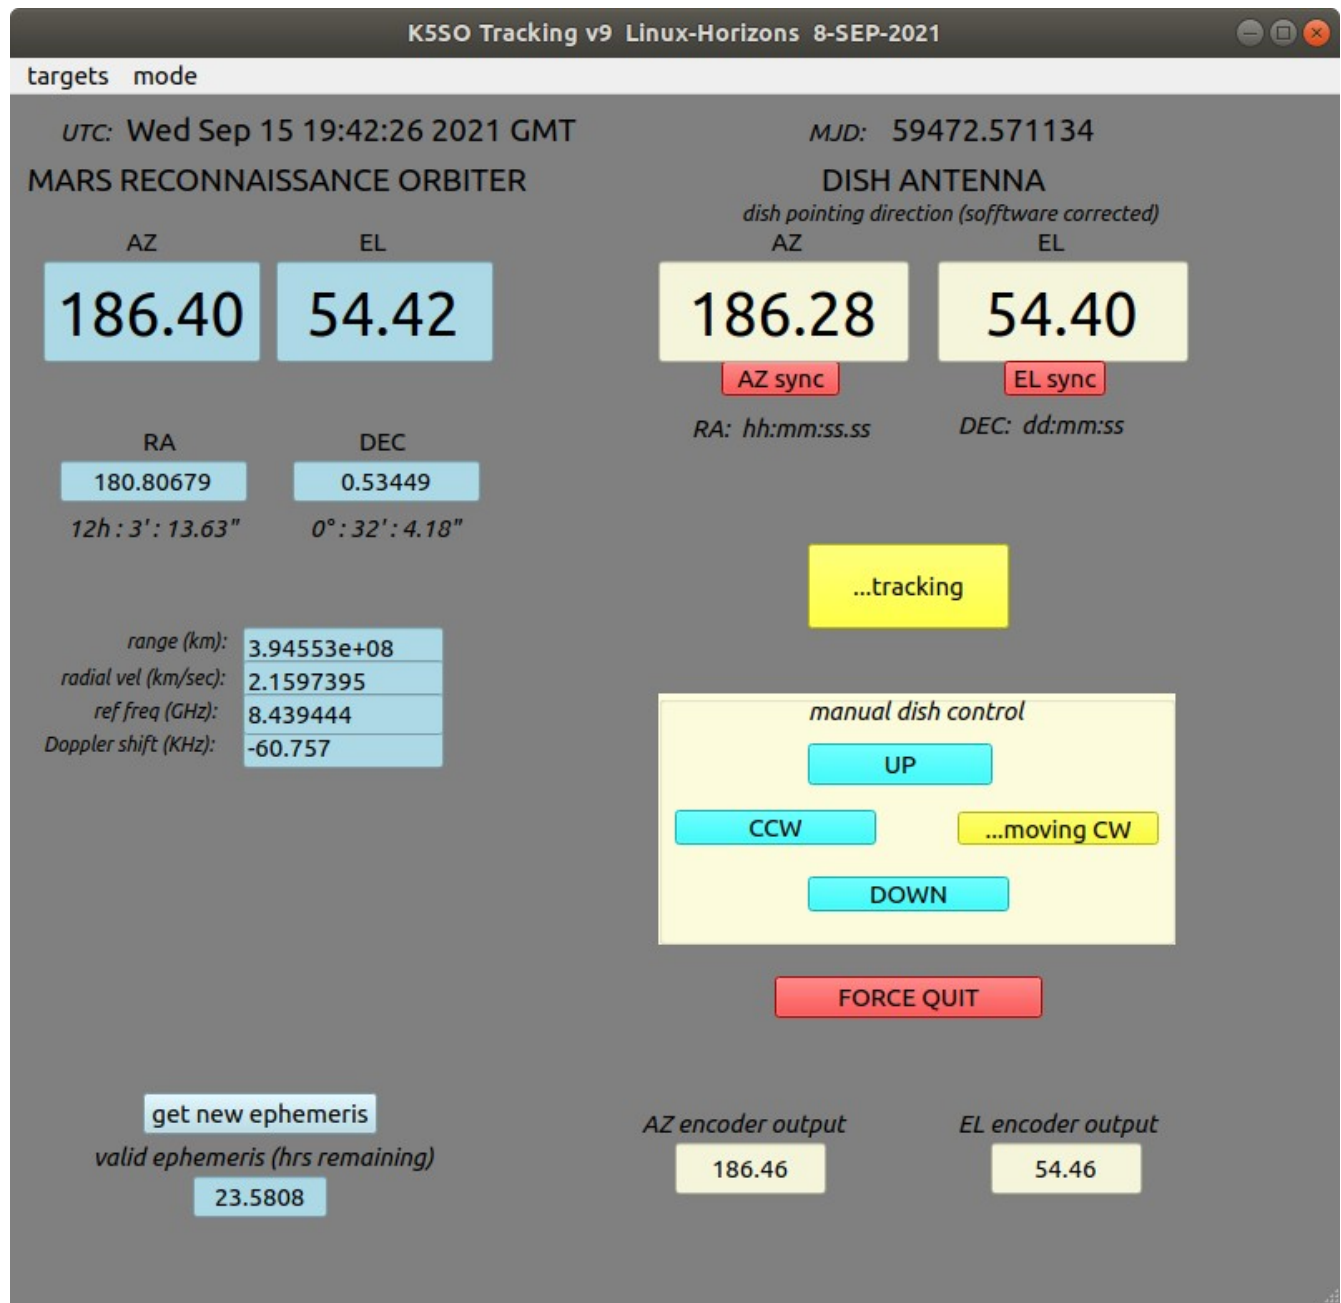 K5SO Tracking v9 Linux-Horizons 8-SEP-2021
targets mode
UTC: Wed Sep 15 19:42:26 2021 GMT
MJD: 59472.571134
MARS RECONNAISSANCE ORBITER
DISH ANTENNA
dish pointing direction (sofftware corrected)
AZ EL
AZ EL
186.40 54.42
186.28 54.40
AZ sync EL sync
RA: hh:mm:ss.ss DEC: dd:mm:ss
RA DEC
180.80679 0.53449
12h : 3' : 13.63" 0° : 32' : 4.18"
...tracking
range (km): 3.94553e+08
radial vel (km/sec): 2.1597395
ref freq (GHz): 8.439444
Doppler shift (KHz): -60.757
manual dish control
UP
CCW ...moving CW
DOWN
FORCE QUIT
get new ephemeris
valid ephemeris (hrs remaining)
23.5808
AZ encoder output EL encoder output
186.46 54.46